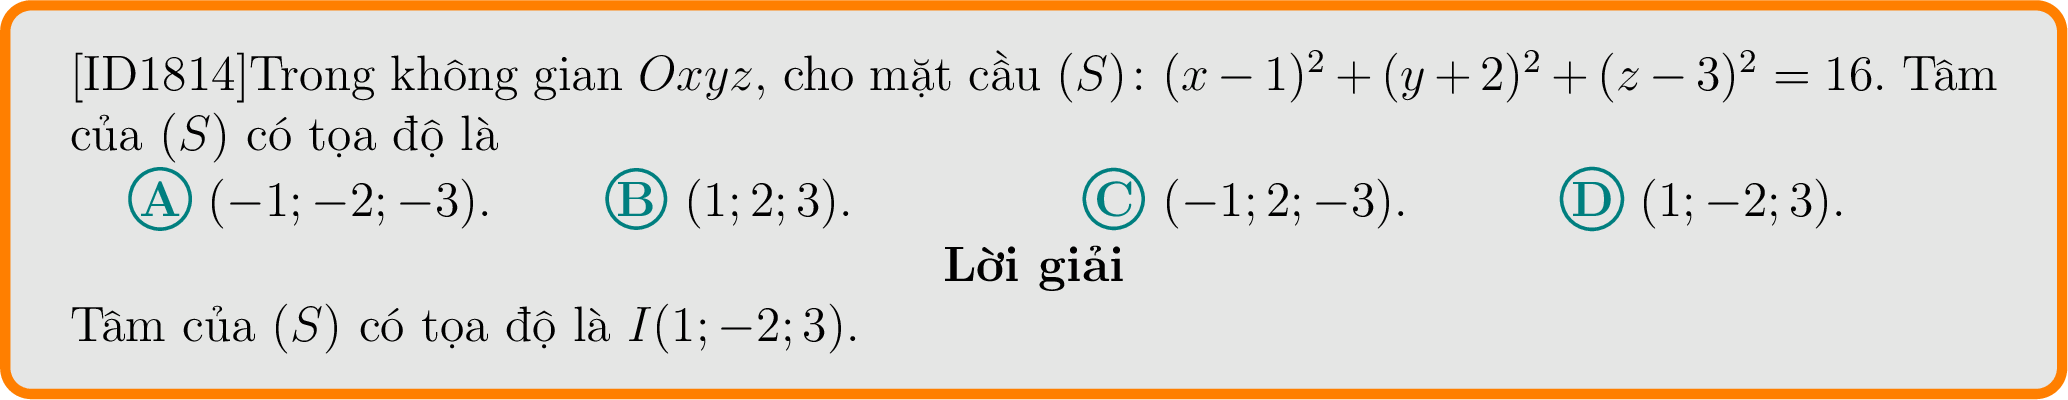 [ID1814]Trong không gian Oxyz, cho mặt cầu (S): (x − 1)² + (y + 2)² + (z − 3)² = 16. Tâm
của (S) có tọa độ là
A (−1; −2; −3). B (1; 2; 3). C (−1; 2; −3). D (1; −2; 3).
Lời giải
Tâm của (S) có tọa độ là I(1; −2; 3).